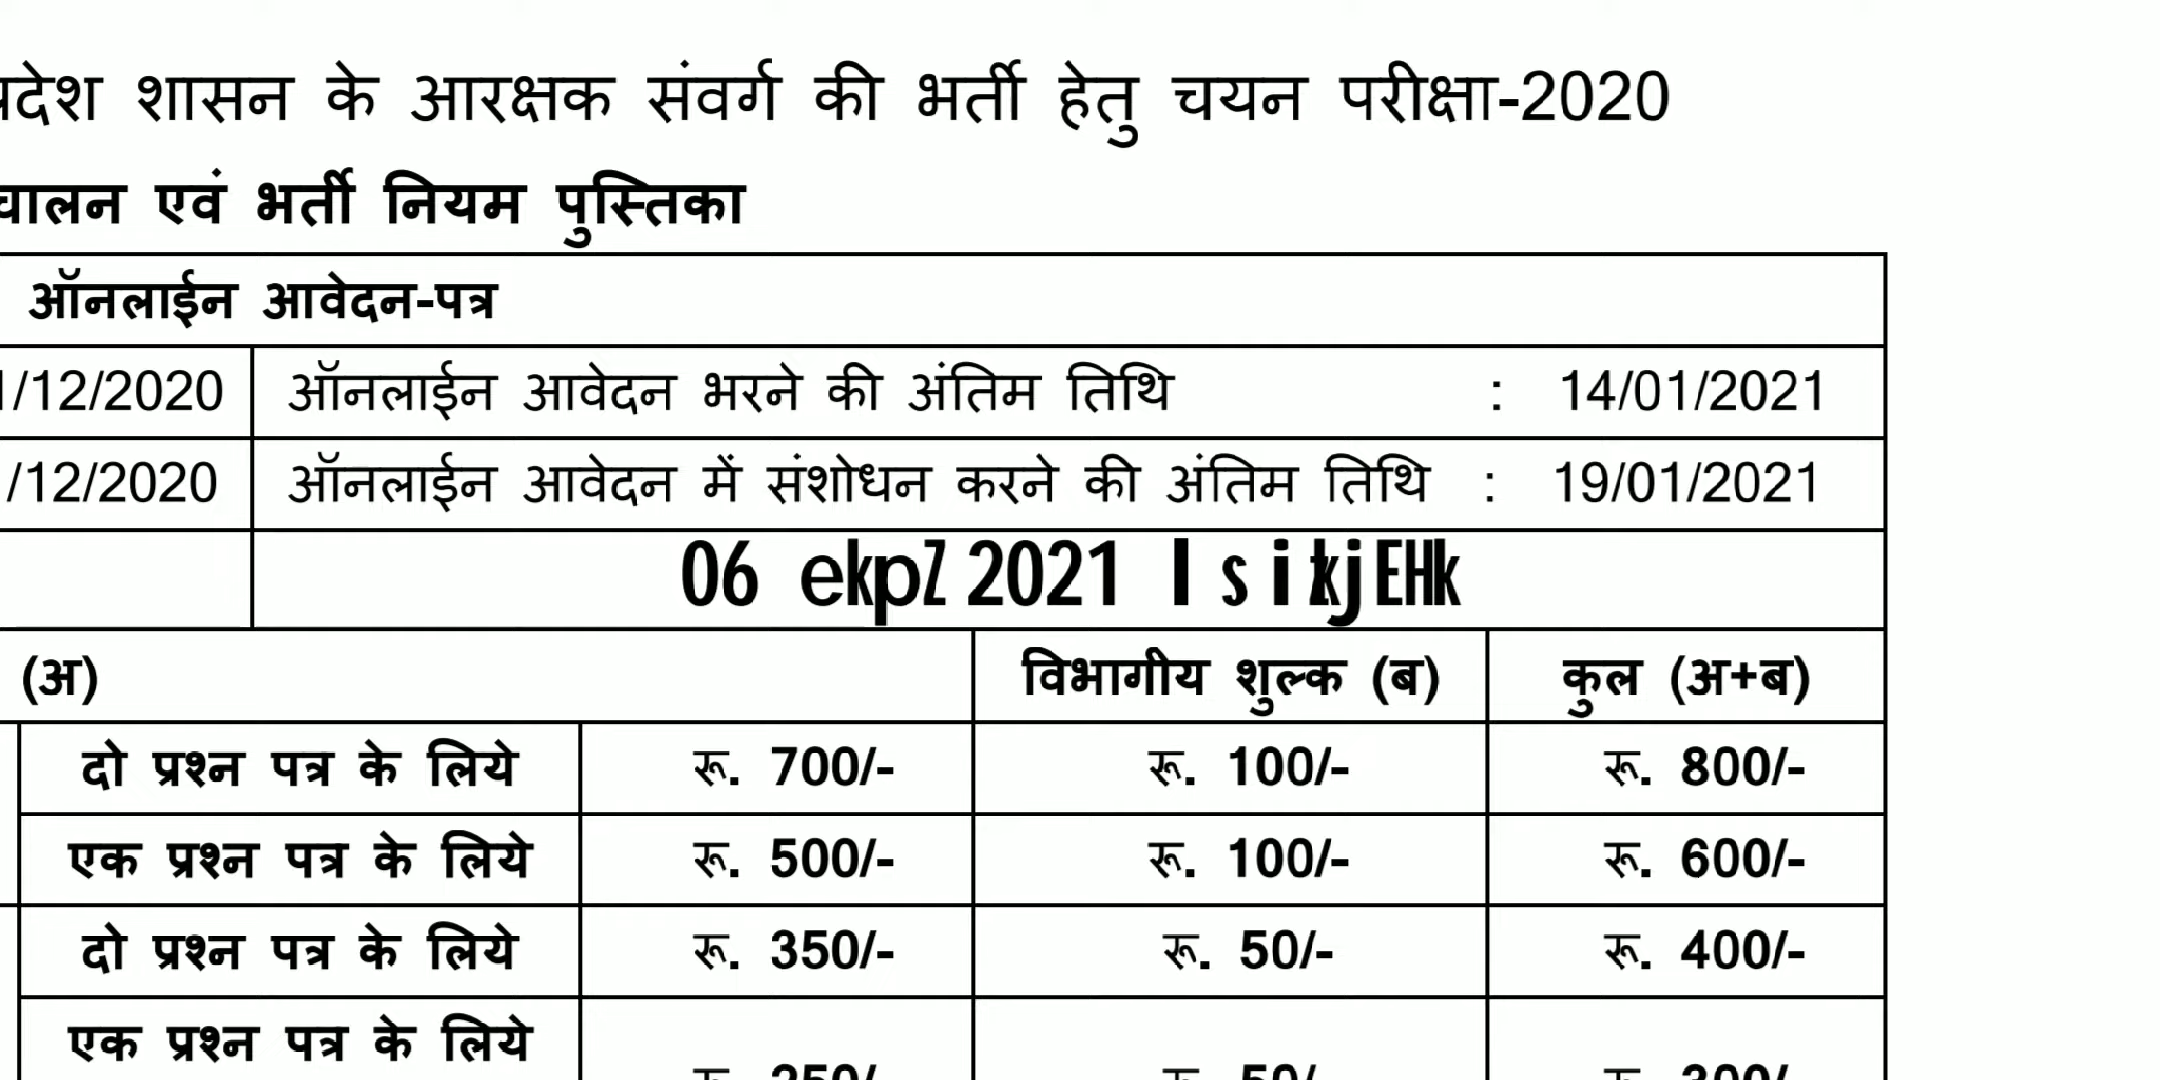 प्रदेश शासन के आरक्षक संवर्ग की भर्ती हेतु चयन परीक्षा-2020
चालन एवं भर्ती नियम पुस्तिका
ऑनलाईन आवेदन-पत्र
/12/2020 ऑनलाईन आवेदन भरने की अंतिम तिथि : 14/01/2021
/12/2020 ऑनलाईन आवेदन में संशोधन करने की अंतिम तिथि : 19/01/2021
06 ekpZ 2021 l s i zkjEHk
(अ) विभागीय शुल्क (ब) कुल (अ+ब)
दो प्रश्न पत्र के लिये रू. 700/- रू. 100/- रू. 800/-
एक प्रश्न पत्र के लिये रू. 500/- रू. 100/- रू. 600/-
दो प्रश्न पत्र के लिये रू. 350/- रू. 50/- रू. 400/-
एक प्रश्न पत्र के लिये